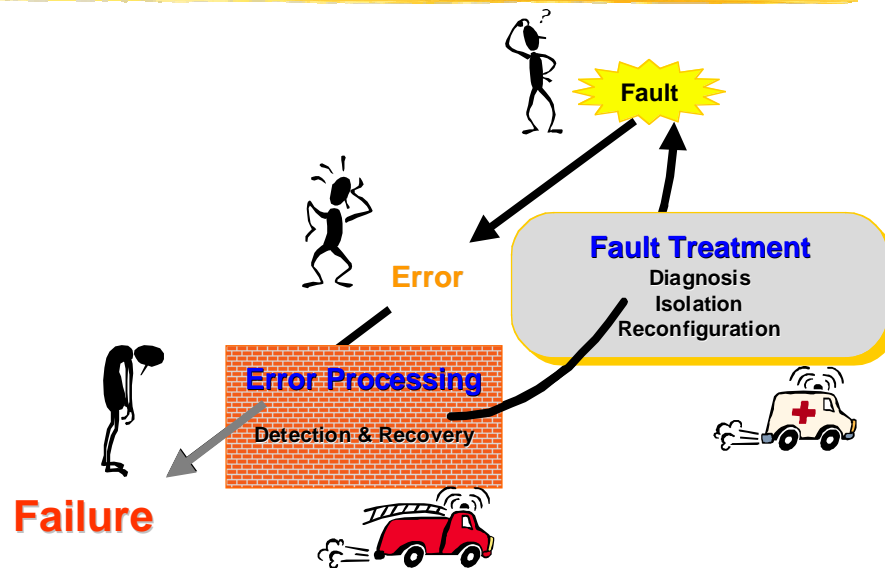 ?
Fault
Fault Treatment
Diagnosis
Isolation
Reconfiguration
Error
Error Processing
Detection & Recovery
Failure